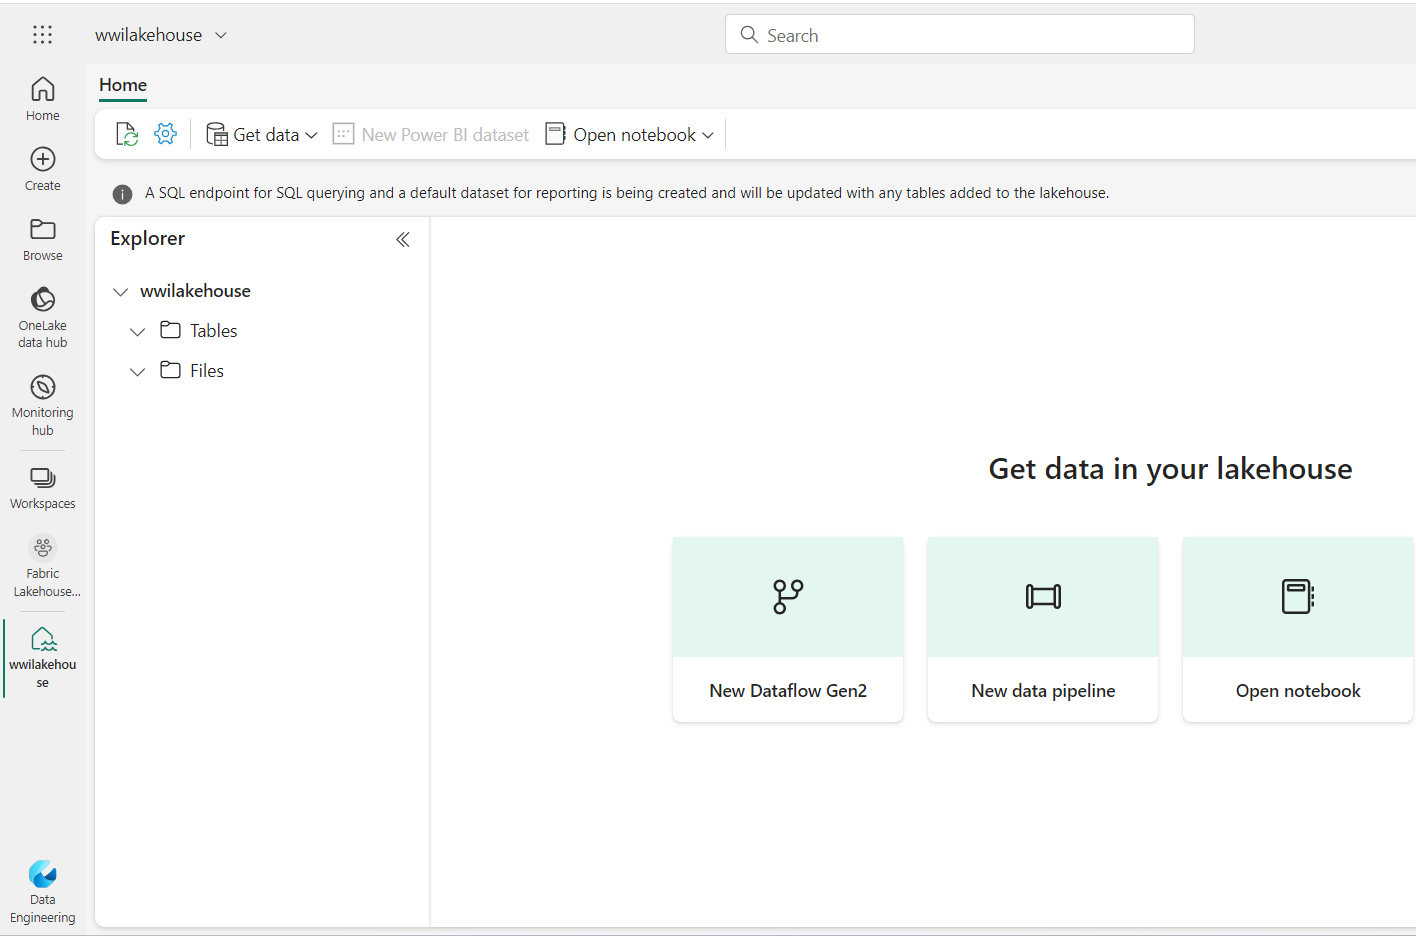 wwilakehouse
Search
Home
Create
Browse
OneLake
data hub
Monitoring
hub
Workspaces
Fabric
Lakehouse...
wwilakehou
se
Data
Engineering
Home
Get data
New Power BI dataset
Open notebook
A SQL endpoint for SQL querying and a default dataset for reporting is being created and will be updated with any tables added to the lakehouse.
Explorer
wwilakehouse
Tables
Files
Get data in your lakehouse
New Dataflow Gen2
New data pipeline
Open notebook